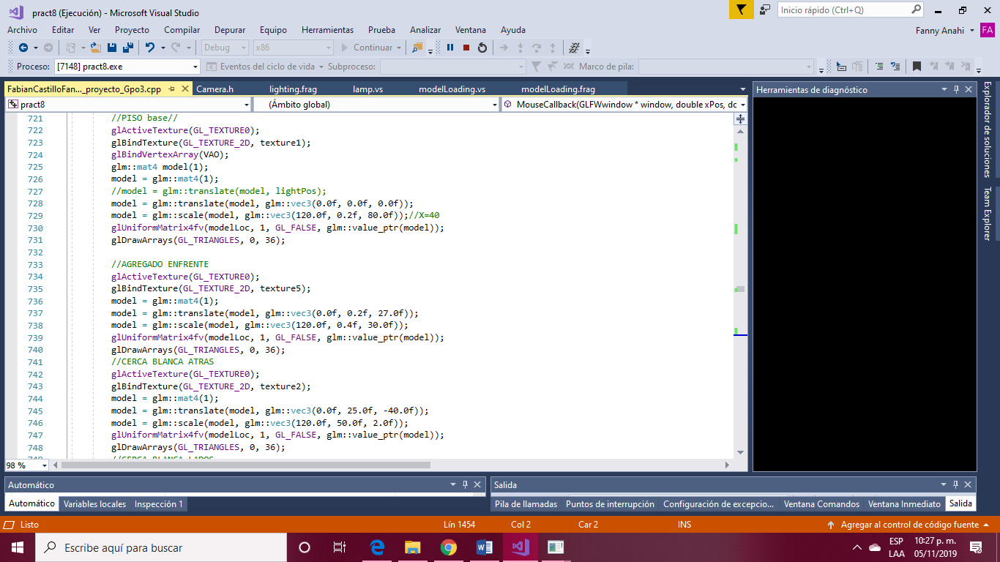 pract8 (Ejecución) - Microsoft Visual Studio
Inicio rápido (Ctrl+Q)
Archivo Editar Ver Proyecto Compilar Depurar Equipo Herramientas Prueba Analizar Ventana Ayuda
Fanny Anahi FA
Debug x86 Continuar
Proceso: [7148] pract8.exe Eventos del ciclo de vida Subproceso: Marco de pila:
FabianCastilloFan..._proyecto_Gpo3.cpp Camera.h lighting.frag lamp.vs modelLoading.vs modelLoading.frag
Herramientas de diagnóstico
pract8 (Ámbito global) MouseCallback(GLFWwindow * window, double xPos, dc
721 //PISO base//
722 glActiveTexture(GL_TEXTURE0);
723 glBindTexture(GL_TEXTURE_2D, texture1);
724 glBindVertexArray(VAO);
725 glm::mat4 model(1);
726 model = glm::mat4(1);
727 //model = glm::translate(model, lightPos);
728 model = glm::translate(model, glm::vec3(0.0f, 0.0f, 0.0f));
729 model = glm::scale(model, glm::vec3(120.0f, 0.2f, 80.0f));//X=40
730 glUniformMatrix4fv(modelLoc, 1, GL_FALSE, glm::value_ptr(model));
731 glDrawArrays(GL_TRIANGLES, 0, 36);
732
733 //AGREGADO ENFRENTE
734 glActiveTexture(GL_TEXTURE0);
735 glBindTexture(GL_TEXTURE_2D, texture5);
736 model = glm::mat4(1);
737 model = glm::translate(model, glm::vec3(0.0f, 0.2f, 27.0f));
738 model = glm::scale(model, glm::vec3(120.0f, 0.4f, 30.0f));
739 glUniformMatrix4fv(modelLoc, 1, GL_FALSE, glm::value_ptr(model));
740 glDrawArrays(GL_TRIANGLES, 0, 36);
741 //CERCA BLANCA ATRAS
742 glActiveTexture(GL_TEXTURE0);
743 glBindTexture(GL_TEXTURE_2D, texture2);
744 model = glm::mat4(1);
745 model = glm::translate(model, glm::vec3(0.0f, 25.0f, -40.0f));
746 model = glm::scale(model, glm::vec3(120.0f, 50.0f, 2.0f));
747 glUniformMatrix4fv(modelLoc, 1, GL_FALSE, glm::value_ptr(model));
748 glDrawArrays(GL_TRIANGLES, 0, 36);
749 //CERCA BLANCA LADOS
98 %
Explorador de soluciones
Team Explorer
Automático
Salida
Automático Variables locales Inspección 1
Pila de llamadas Puntos de interrupción Configuración de excepcio... Ventana Comandos Ventana Inmediato Salida
Listo Lín 1454 Col 2 Car 2 INS Agregar al control de código fuente
Escribe aquí para buscar
ESP 10:27 p. m.
LAA 05/11/2019